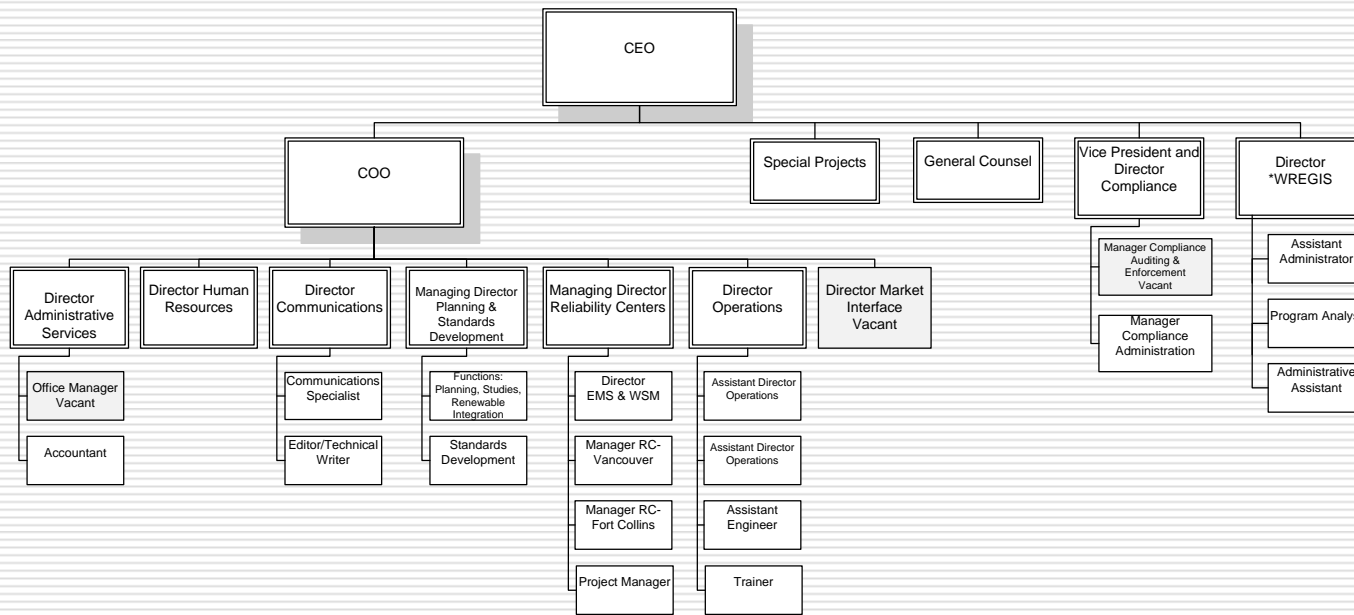 CEO
COO
Special Projects
General Counsel
Vice President and
Director
Compliance
Director
*WREGIS
Director
Administrative
Services
Director Human
Resources
Director
Communications
Managing Director
Planning &
Standards
Development
Managing Director
Reliability Centers
Director
Operations
Director Market
Interface
Vacant
Manager Compliance
Auditing &
Enforcement
Vacant
Manager
Compliance
Administration
Assistant
Administrator
Program Analys
Administrative
Assistant
Office Manager
Vacant
Accountant
Communications
Specialist
Editor/Technical
Writer
Functions:
Planning, Studies,
Renewable
Integration
Standards
Development
Director
EMS & WSM
Manager RC-
Vancouver
Manager RC-
Fort Collins
Project Manager
Assistant Director
Operations
Assistant Director
Operations
Assistant
Engineer
Trainer